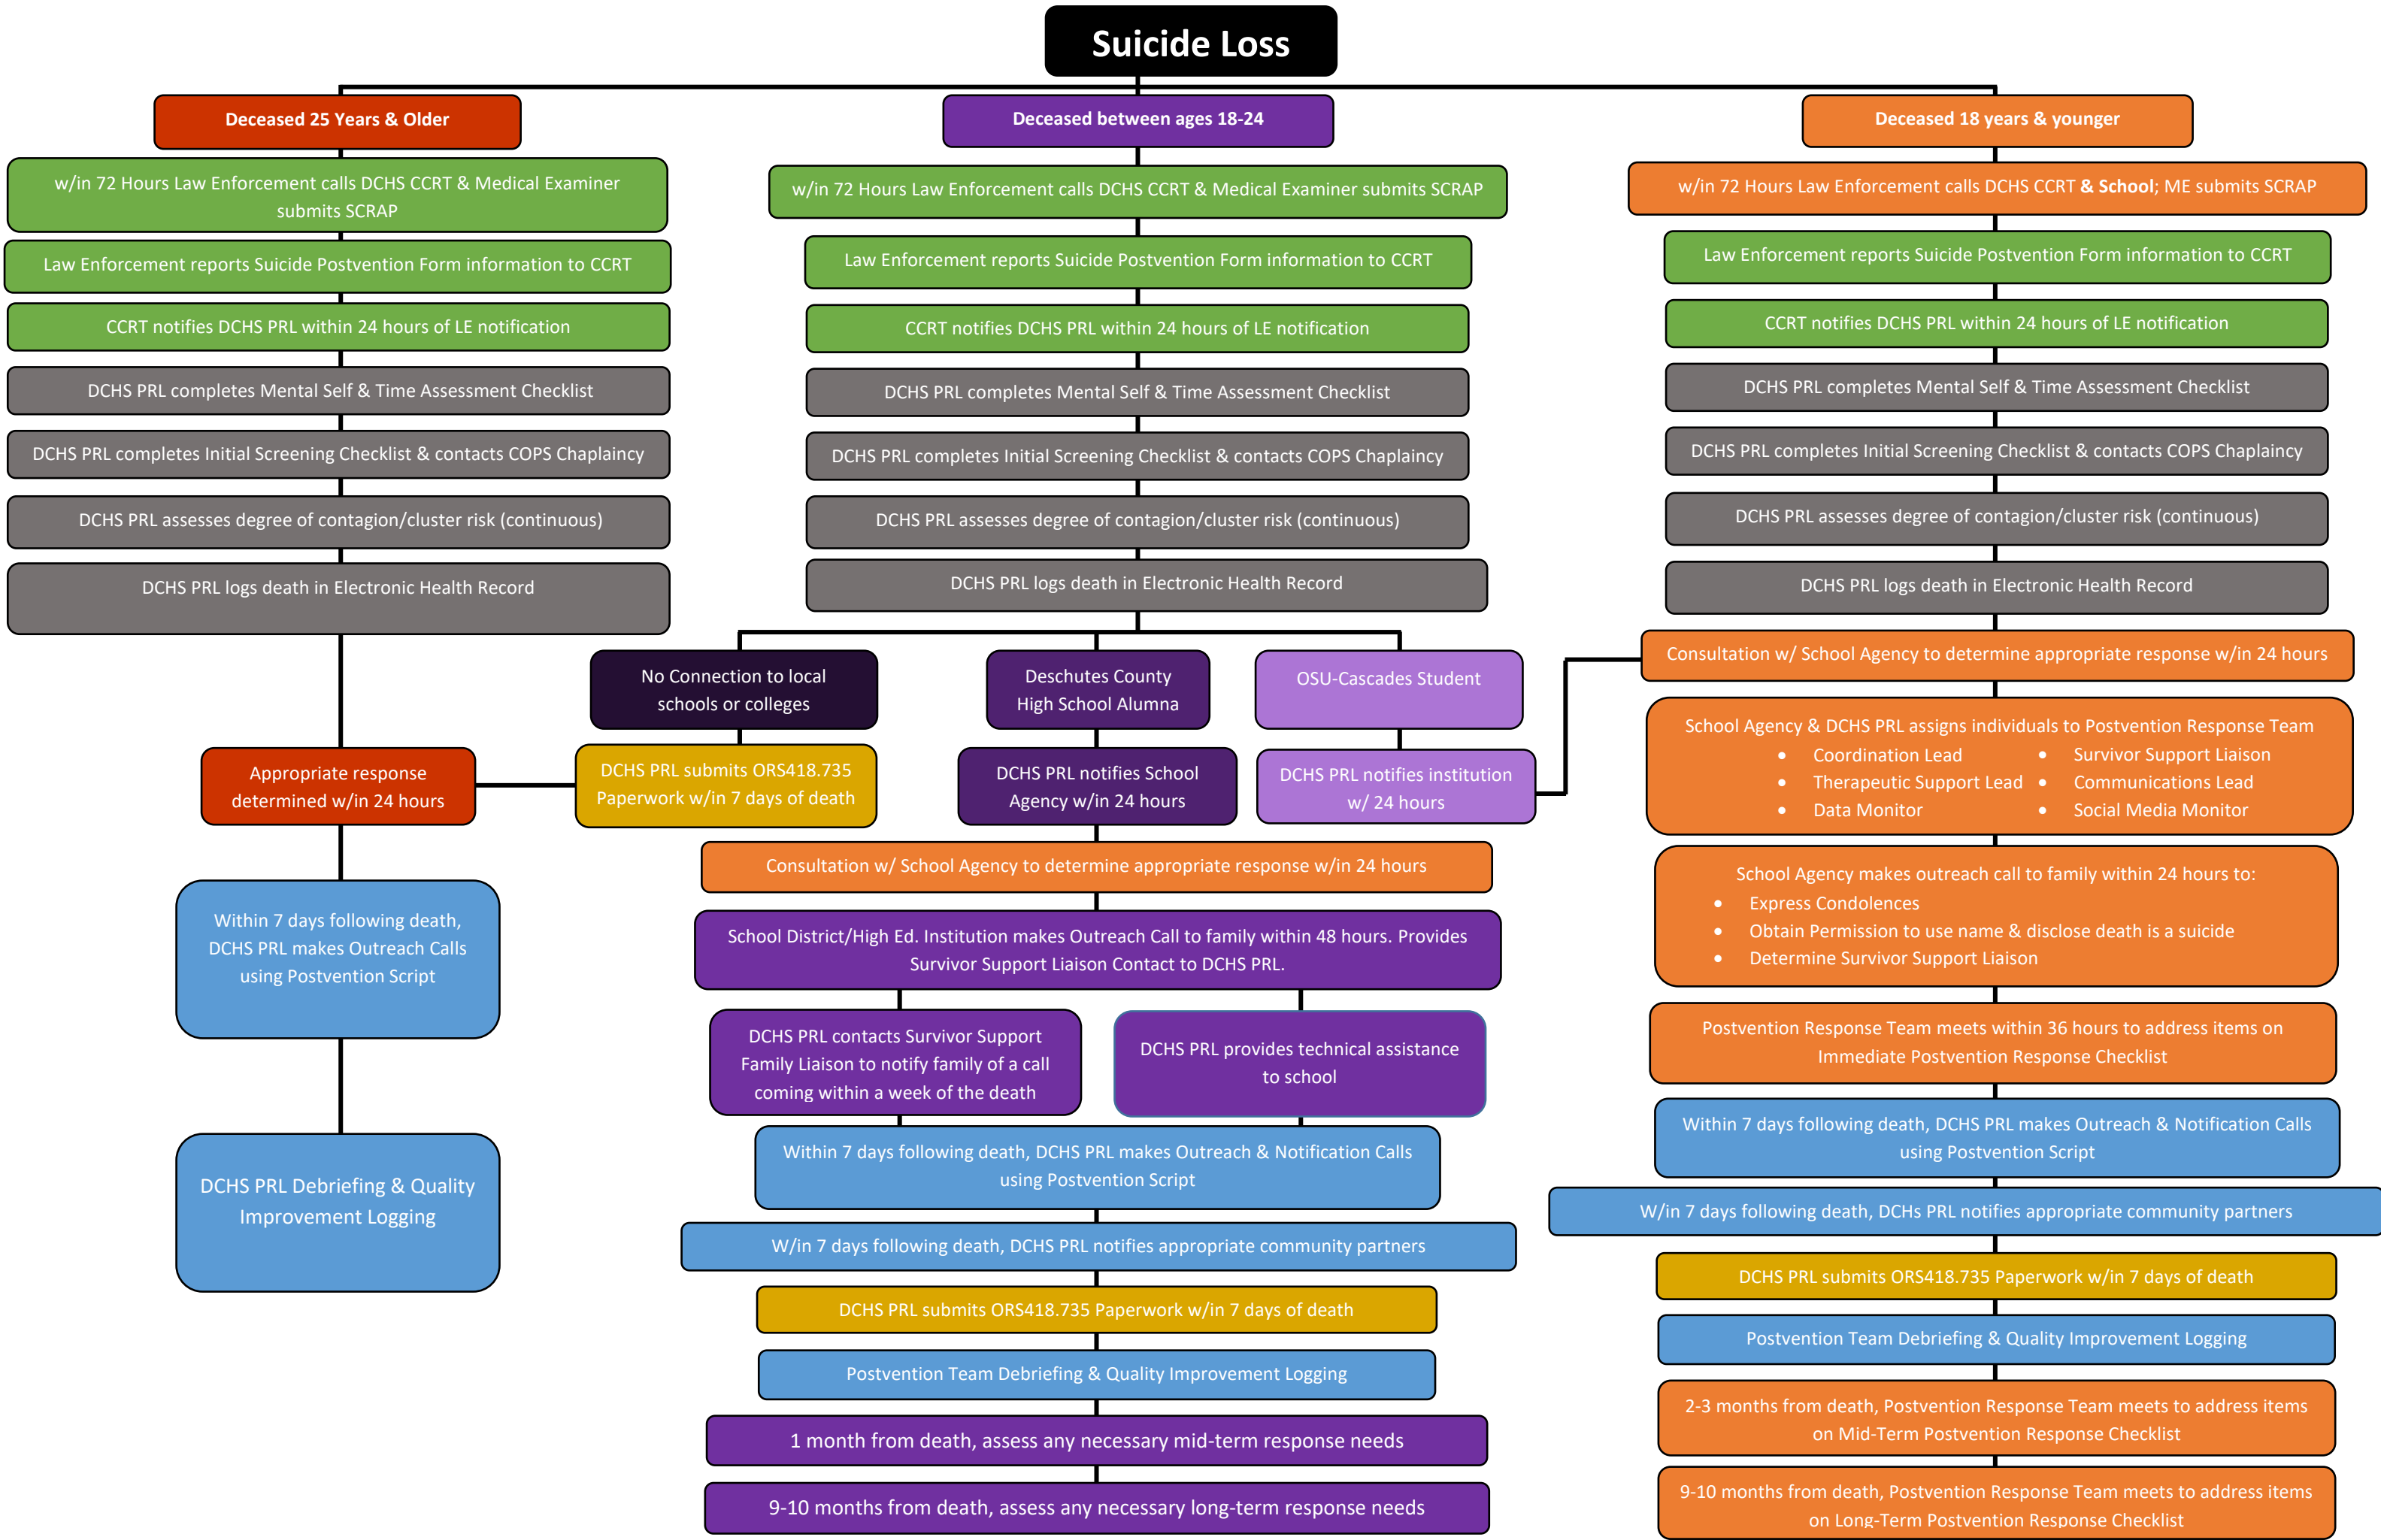 Suicide Loss
Deceased 25 Years & Older
w/in 72 Hours Law Enforcement calls DCHS CCRT & Medical Examiner
submits SCRAP
Law Enforcement reports Suicide Postvention Form information to CCRT
CCRT notifies DCHS PRL within 24 hours of LE notification
DCHS PRL completes Mental Self & Time Assessment Checklist
DCHS PRL completes Initial Screening Checklist & contacts COPS Chaplaincy
DCHS PRL assesses degree of contagion/cluster risk (continuous)
DCHS PRL logs death in Electronic Health Record
Appropriate response
determined w/in 24 hours
Within 7 days following death,
DCHS PRL makes Outreach Calls
using Postvention Script
DCHS PRL Debriefing & Quality
Improvement Logging
Deceased between ages 18-24
w/in 72 Hours Law Enforcement calls DCHS CCRT & Medical Examiner submits SCRAP
Law Enforcement reports Suicide Postvention Form information to CCRT
CCRT notifies DCHS PRL within 24 hours of LE notification
DCHS PRL completes Mental Self & Time Assessment Checklist
DCHS PRL completes Initial Screening Checklist & contacts COPS Chaplaincy
DCHS PRL assesses degree of contagion/cluster risk (continuous)
DCHS PRL logs death in Electronic Health Record
No Connection to local
schools or colleges
DCHS PRL submits ORS418.735
Paperwork w/in 7 days of death
Deschutes County
High School Alumna
DCHS PRL notifies School
Agency w/in 24 hours
OSU-Cascades Student
DCHS PRL notifies institution
w/ 24 hours
Consultation w/ School Agency to determine appropriate response w/in 24 hours
School District/High Ed. Institution makes Outreach Call to family within 48 hours. Provides
Survivor Support Liaison Contact to DCHS PRL.
DCHS PRL contacts Survivor Support
Family Liaison to notify family of a call
coming within a week of the death
DCHS PRL provides technical assistance
to school
Within 7 days following death, DCHS PRL makes Outreach & Notification Calls
using Postvention Script
W/in 7 days following death, DCHS PRL notifies appropriate community partners
DCHS PRL submits ORS418.735 Paperwork w/in 7 days of death
Postvention Team Debriefing & Quality Improvement Logging
1 month from death, assess any necessary mid-term response needs
9-10 months from death, assess any necessary long-term response needs
Deceased 18 years & younger
w/in 72 Hours Law Enforcement calls DCHS CCRT & School; ME submits SCRAP
Law Enforcement reports Suicide Postvention Form information to CCRT
CCRT notifies DCHS PRL within 24 hours of LE notification
DCHS PRL completes Mental Self & Time Assessment Checklist
DCHS PRL completes Initial Screening Checklist & contacts COPS Chaplaincy
DCHS PRL assesses degree of contagion/cluster risk (continuous)
DCHS PRL logs death in Electronic Health Record
Consultation w/ School Agency to determine appropriate response w/in 24 hours
School Agency & DCHS PRL assigns individuals to Postvention Response Team
• Coordination Lead • Survivor Support Liaison
• Therapeutic Support Lead • Communications Lead
• Data Monitor • Social Media Monitor
School Agency makes outreach call to family within 24 hours to:
• Express Condolences
• Obtain Permission to use name & disclose death is a suicide
• Determine Survivor Support Liaison
Postvention Response Team meets within 36 hours to address items on
Immediate Postvention Response Checklist
Within 7 days following death, DCHS PRL makes Outreach & Notification Calls
using Postvention Script
W/in 7 days following death, DCHs PRL notifies appropriate community partners
DCHS PRL submits ORS418.735 Paperwork w/in 7 days of death
Postvention Team Debriefing & Quality Improvement Logging
2-3 months from death, Postvention Response Team meets to address items
on Mid-Term Postvention Response Checklist
9-10 months from death, Postvention Response Team meets to address items
on Long-Term Postvention Response Checklist